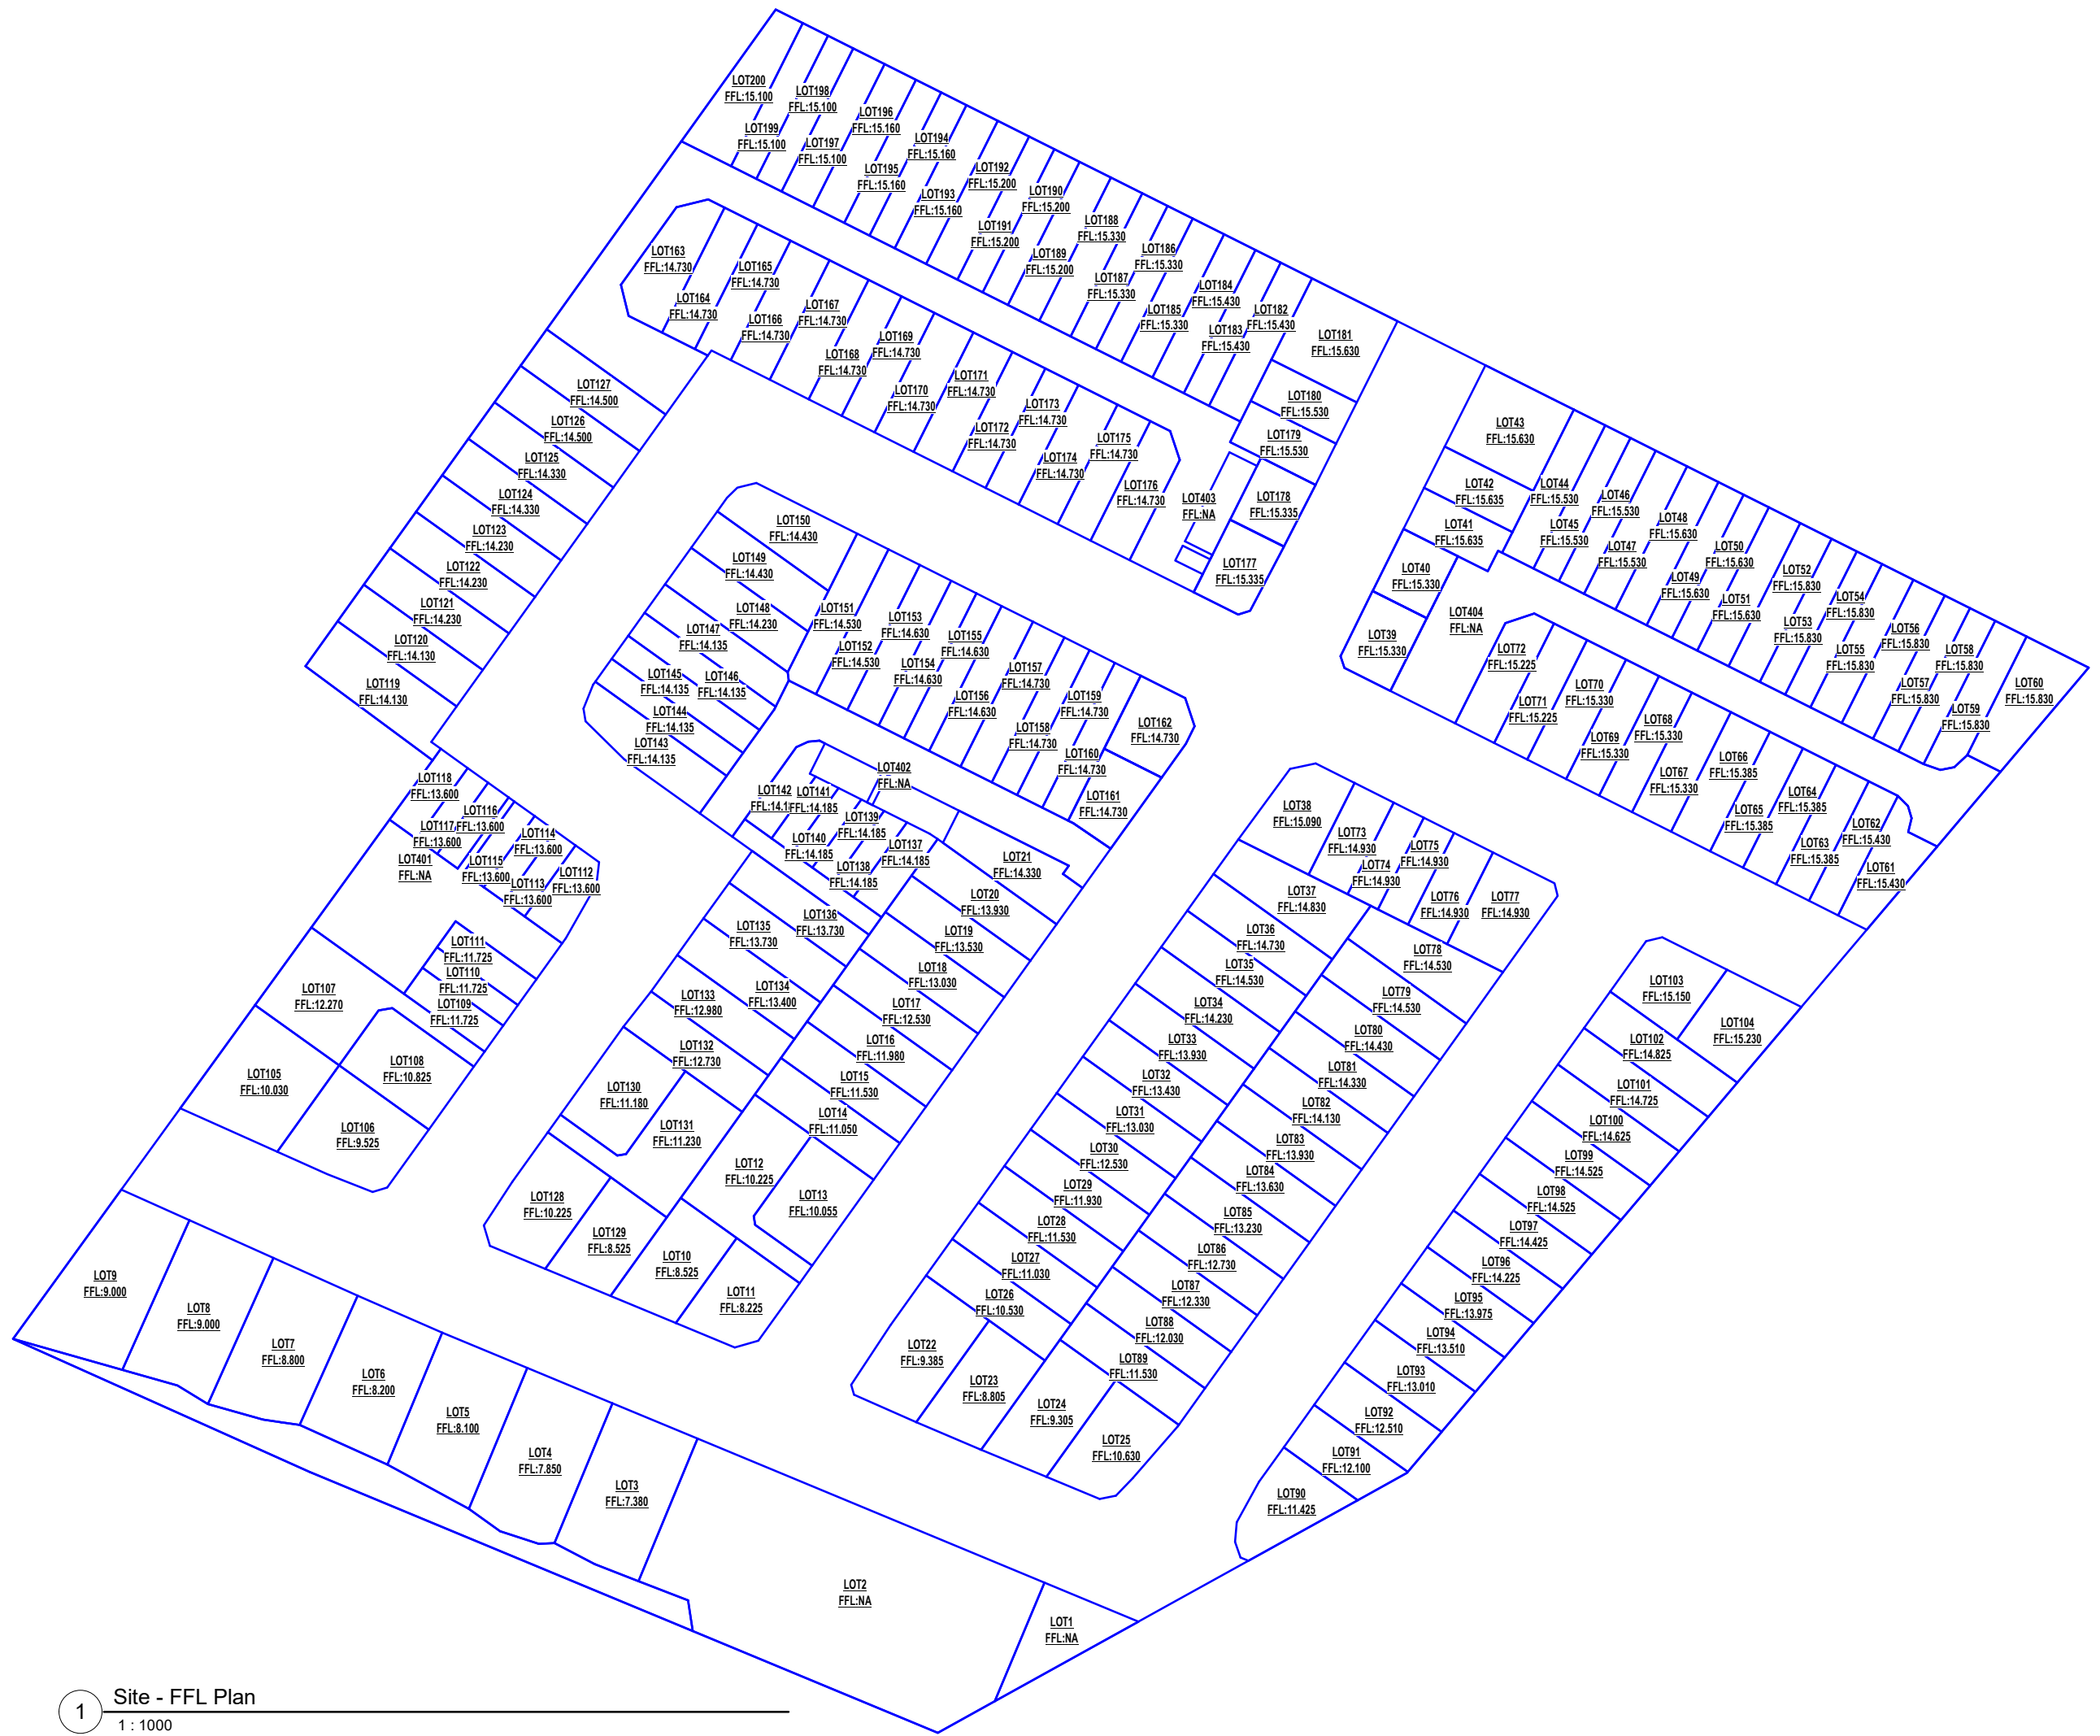 LOT200
FFL:15.100
LOT199
FFL:15.100
LOT198
FFL:15.100
LOT197
FFL:15.100
LOT196
FFL:15.160
LOT195
FFL:15.160
LOT194
FFL:15.160
LOT193
FFL:15.160
LOT192
FFL:15.200
LOT191
FFL:15.200
LOT190
FFL:15.200
LOT189
FFL:15.200
LOT188
FFL:15.330
LOT187
FFL:15.330
LOT186
FFL:15.330
LOT185
FFL:15.330
LOT184
FFL:15.430
LOT183
FFL:15.430
LOT182
FFL:15.430
LOT181
FFL:15.630
LOT180
FFL:15.530
LOT179
FFL:15.530
LOT178
FFL:15.335
LOT177
FFL:15.335
LOT403
FFL:NA
LOT163
FFL:14.730
LOT164
FFL:14.730
LOT165
FFL:14.730
LOT166
FFL:14.730
LOT167
FFL:14.730
LOT168
FFL:14.730
LOT169
FFL:14.730
LOT170
FFL:14.730
LOT171
FFL:14.730
LOT172
FFL:14.730
LOT173
FFL:14.730
LOT174
FFL:14.730
LOT175
FFL:14.730
LOT176
FFL:14.730
LOT43
FFL:15.630
LOT42
FFL:15.635
LOT41
FFL:15.635
LOT40
FFL:15.330
LOT39
FFL:15.330
LOT404
FFL:NA
LOT44
FFL:15.530
LOT45
FFL:15.530
LOT46
FFL:15.530
LOT47
FFL:15.530
LOT48
FFL:15.630
LOT49
FFL:15.630
LOT50
FFL:15.630
LOT51
FFL:15.630
LOT52
FFL:15.830
LOT53
FFL:15.830
LOT54
FFL:15.830
LOT55
FFL:15.830
LOT56
FFL:15.830
LOT57
FFL:15.830
LOT58
FFL:15.830
LOT59
FFL:15.830
LOT60
FFL:15.830
LOT72
FFL:15.225
LOT71
FFL:15.225
LOT70
FFL:15.330
LOT69
FFL:15.330
LOT68
FFL:15.330
LOT67
FFL:15.330
LOT66
FFL:15.385
LOT65
FFL:15.385
LOT64
FFL:15.385
LOT63
FFL:15.385
LOT62
FFL:15.430
LOT61
FFL:15.430
LOT127
FFL:14.500
LOT126
FFL:14.500
LOT125
FFL:14.330
LOT124
FFL:14.330
LOT123
FFL:14.230
LOT122
FFL:14.230
LOT121
FFL:14.230
LOT120
FFL:14.130
LOT119
FFL:14.130
LOT150
FFL:14.430
LOT149
FFL:14.430
LOT148
FFL:14.230
LOT147
FFL:14.135
LOT146
FFL:14.135
LOT145
FFL:14.135
LOT144
FFL:14.135
LOT143
FFL:14.135
LOT151
FFL:14.530
LOT152
FFL:14.530
LOT153
FFL:14.630
LOT154
FFL:14.630
LOT155
FFL:14.630
LOT156
FFL:14.630
LOT157
FFL:14.730
LOT158
FFL:14.730
LOT159
FFL:14.730
LOT160
FFL:14.730
LOT161
FFL:14.730
LOT162
FFL:14.730
LOT118
FFL:13.600
LOT117
FFL:13.600
LOT116
FFL:13.600
LOT115
FFL:13.600
LOT114
FFL:13.600
LOT113
FFL:13.600
LOT112
FFL:13.600
LOT401
FFL:NA
LOT111
FFL:11.725
LOT110
FFL:11.725
LOT109
FFL:11.725
LOT107
FFL:12.270
LOT108
FFL:10.825
LOT105
FFL:10.030
LOT106
FFL:9.525
LOT402
FFL:NA
LOT142
LOT141
FFL:14.185
LOT140
FFL:14.185
LOT139
FFL:14.185
LOT138
FFL:14.185
LOT137
FFL:14.185
LOT136
FFL:13.730
LOT135
FFL:13.730
LOT134
FFL:13.400
LOT133
FFL:12.980
LOT132
FFL:12.730
LOT130
FFL:11.180
LOT131
FFL:11.230
LOT128
FFL:10.225
LOT129
FFL:8.525
LOT21
FFL:14.330
LOT20
FFL:13.930
LOT19
FFL:13.530
LOT18
FFL:13.030
LOT17
FFL:12.530
LOT16
FFL:11.980
LOT15
FFL:11.530
LOT14
FFL:11.050
LOT12
FFL:10.225
LOT13
FFL:10.055
LOT10
FFL:8.525
LOT11
FFL:8.225
LOT38
FFL:15.090
LOT73
FFL:14.930
LOT74
FFL:14.930
LOT75
FFL:14.930
LOT76
FFL:14.930
LOT77
FFL:14.930
LOT37
FFL:14.830
LOT36
FFL:14.730
LOT35
FFL:14.530
LOT34
FFL:14.230
LOT33
FFL:13.930
LOT32
FFL:13.430
LOT31
FFL:13.030
LOT30
FFL:12.530
LOT29
FFL:11.930
LOT28
FFL:11.530
LOT27
FFL:11.030
LOT26
FFL:10.530
LOT22
FFL:9.385
LOT23
FFL:8.805
LOT24
FFL:9.305
LOT25
FFL:10.630
LOT78
FFL:14.530
LOT79
FFL:14.530
LOT80
FFL:14.430
LOT81
FFL:14.330
LOT82
FFL:14.130
LOT83
FFL:13.930
LOT84
FFL:13.630
LOT85
FFL:13.230
LOT86
FFL:12.730
LOT87
FFL:12.330
LOT88
FFL:12.030
LOT89
FFL:11.530
LOT103
FFL:15.150
LOT104
FFL:15.230
LOT102
FFL:14.825
LOT101
FFL:14.725
LOT100
FFL:14.625
LOT99
FFL:14.525
LOT98
FFL:14.525
LOT97
FFL:14.425
LOT96
FFL:14.225
LOT95
FFL:13.975
LOT94
FFL:13.510
LOT93
FFL:13.010
LOT92
FFL:12.510
LOT91
FFL:12.100
LOT90
FFL:11.425
LOT9
FFL:9.000
LOT8
FFL:9.000
LOT7
FFL:8.800
LOT6
FFL:8.200
LOT5
FFL:8.100
LOT4
FFL:7.850
LOT3
FFL:7.380
LOT2
FFL:NA
LOT1
FFL:NA
1
Site - FFL Plan
1 : 1000